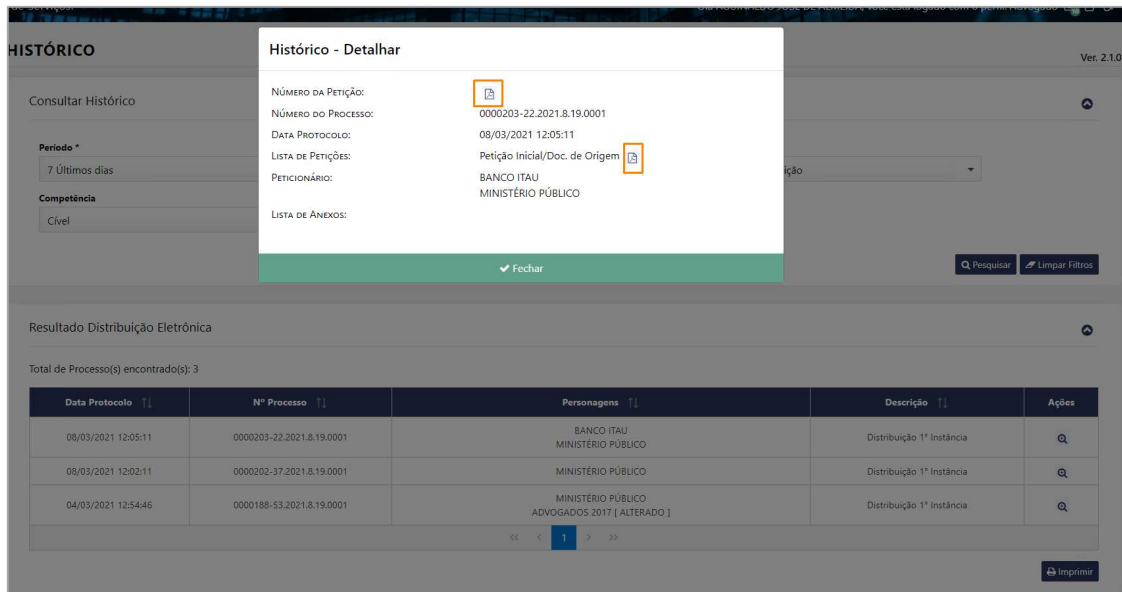 de Serviços.
HISTÓRICO
Ver. 2.1.0
Histórico - Detalhar
NÚMERO DA PETIÇÃO:
NÚMERO DO PROCESSO: 0000203-22.2021.8.19.0001
DATA PROTOCOLO: 08/03/2021 12:05:11
LISTA DE PETIÇÕES: Petição Inicial/Doc. de Origem
PETICIONÁRIO: BANCO ITAU
MINISTÉRIO PÚBLICO
LISTA DE ANEXOS:
Fechar
Consultar Histórico
Período *
7 Últimos dias
ição
Competência
Cível
Pesquisar Limpar Filtros
Resultado Distribuição Eletrônica
Total de Processo(s) encontrado(s): 3
Data Protocolo Nº Processo Personagens Descrição Ações
08/03/2021 12:05:11 0000203-22.2021.8.19.0001 BANCO ITAU MINISTÉRIO PÚBLICO Distribuição 1ª Instância
08/03/2021 12:02:11 0000202-37.2021.8.19.0001 MINISTÉRIO PÚBLICO Distribuição 1ª Instância
04/03/2021 12:54:46 0000188-53.2021.8.19.0001 MINISTÉRIO PÚBLICO ADVOGADOS 2017 [ ALTERADO ] Distribuição 1ª Instância
<< < 1 > >>
Imprimir